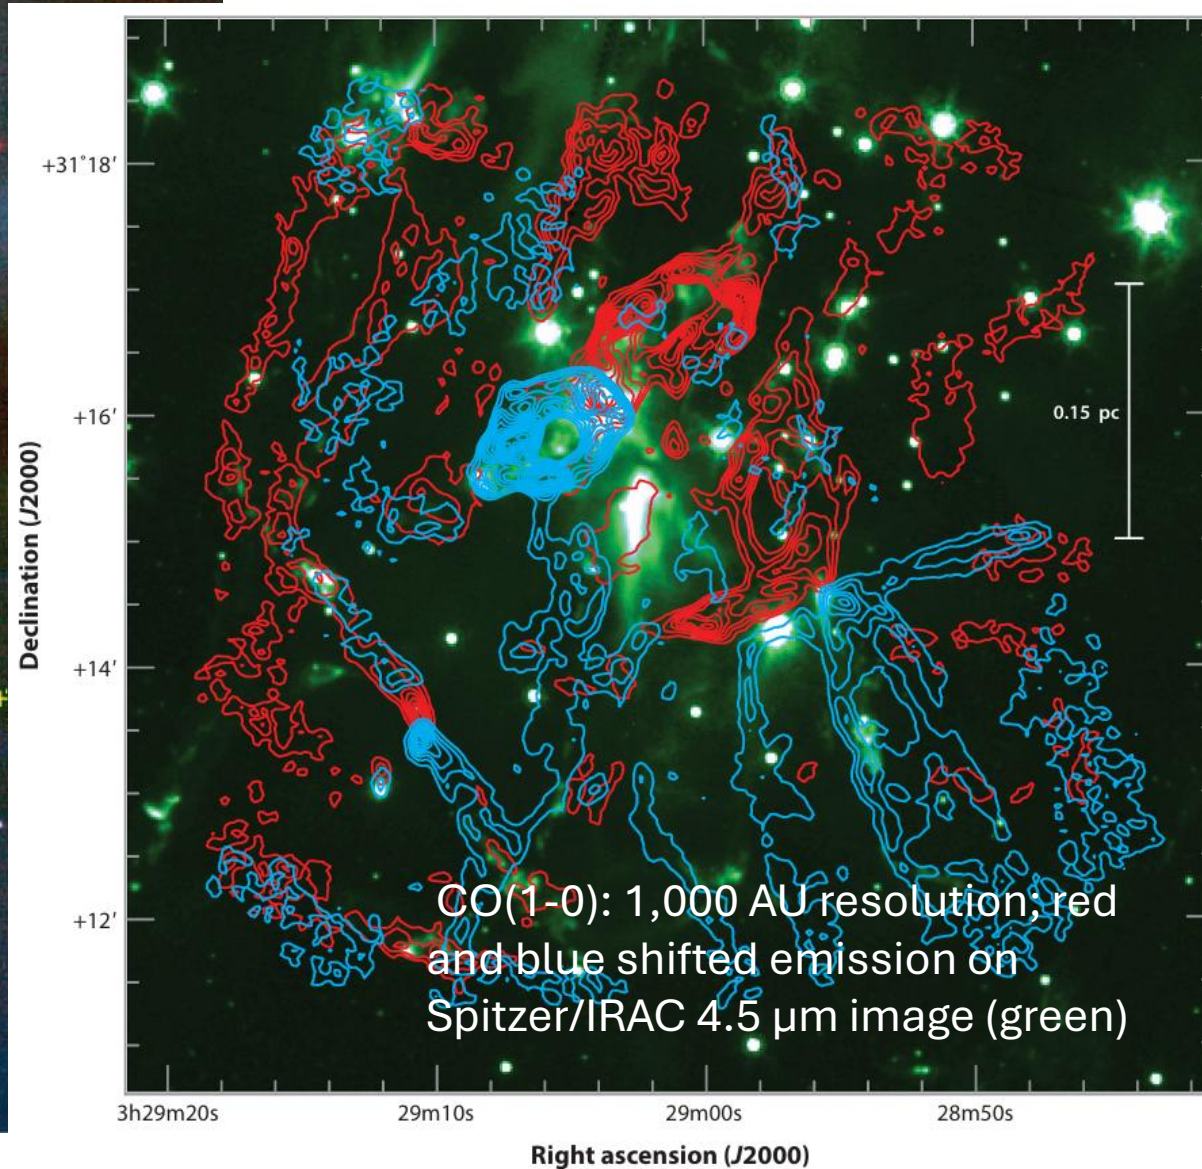 +31°18′
+16′
+14′
+12′
Declination (J2000)
0.15 pc
CO(1-0): 1,000 AU resolution; red
and blue shifted emission on
Spitzer/IRAC 4.5 µm image (green)
3h29m20s
29m10s
29m00s
28m50s
Right ascension (J2000)